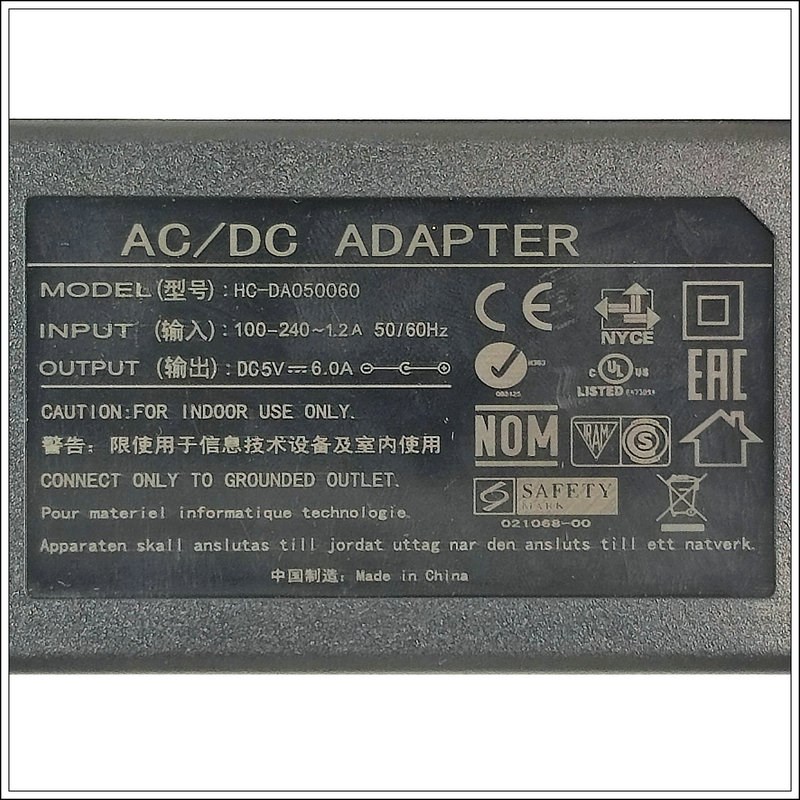 AC/DC ADAPTER
MODEL(型号) : HC-DA050060
INPUT (输入) : 100-240~1.2A 50/60Hz
OUTPUT (输出) : DC5V⎓6.0A
CAUTION:FOR INDOOR USE ONLY.
警告：限使用于信息技术设备及室内使用
CONNECT ONLY TO GROUNDED OUTLET.
Pour materiel informatique technologie.
Apparaten skall anslutas till jordat uttag nar den ansluts till ett natverk.
中国制造：Made in China
CE
NYCE
C UL US
LISTED
EAC
NOM
S
SAFETY
MARK
021068-00